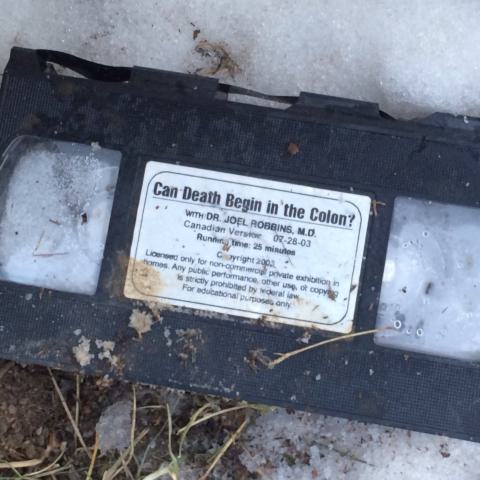 Can Death Begin in the Colon?
WITH DR. JOEL ROBBINS, M.D.
Canadian Version 07-28-03
Running time: 25 minutes
Copyright 2003
Licensed only for non-commercial private exhibition in
homes. Any public performance, other use, or copying
is strictly prohibited by federal law.
For educational purposes only.